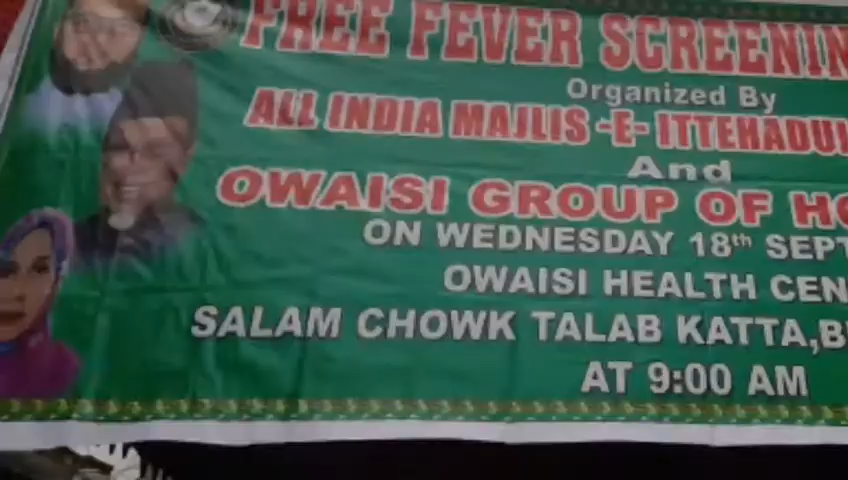 FREE FEVER SCREENIN
Organized By
ALL INDIA MAJLIS -E- ITTEHADUL
And
OWAISI GROUP OF HO
ON WEDNESDAY 18th SEPT
OWAISI HEALTH CEN
SALAM CHOWK TALAB KATTA,B
AT 9:00 AM